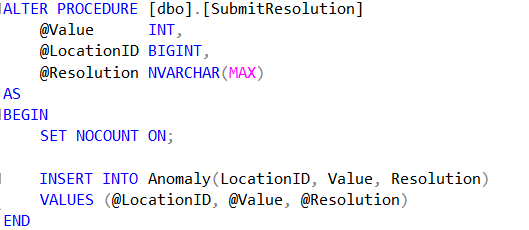 ALTER PROCEDURE [dbo].[SubmitResolution]
    @Value      INT,
    @LocationID BIGINT,
    @Resolution NVARCHAR(MAX)
AS
BEGIN
    SET NOCOUNT ON;

    INSERT INTO Anomaly(LocationID, Value, Resolution)
    VALUES (@LocationID, @Value, @Resolution)
END